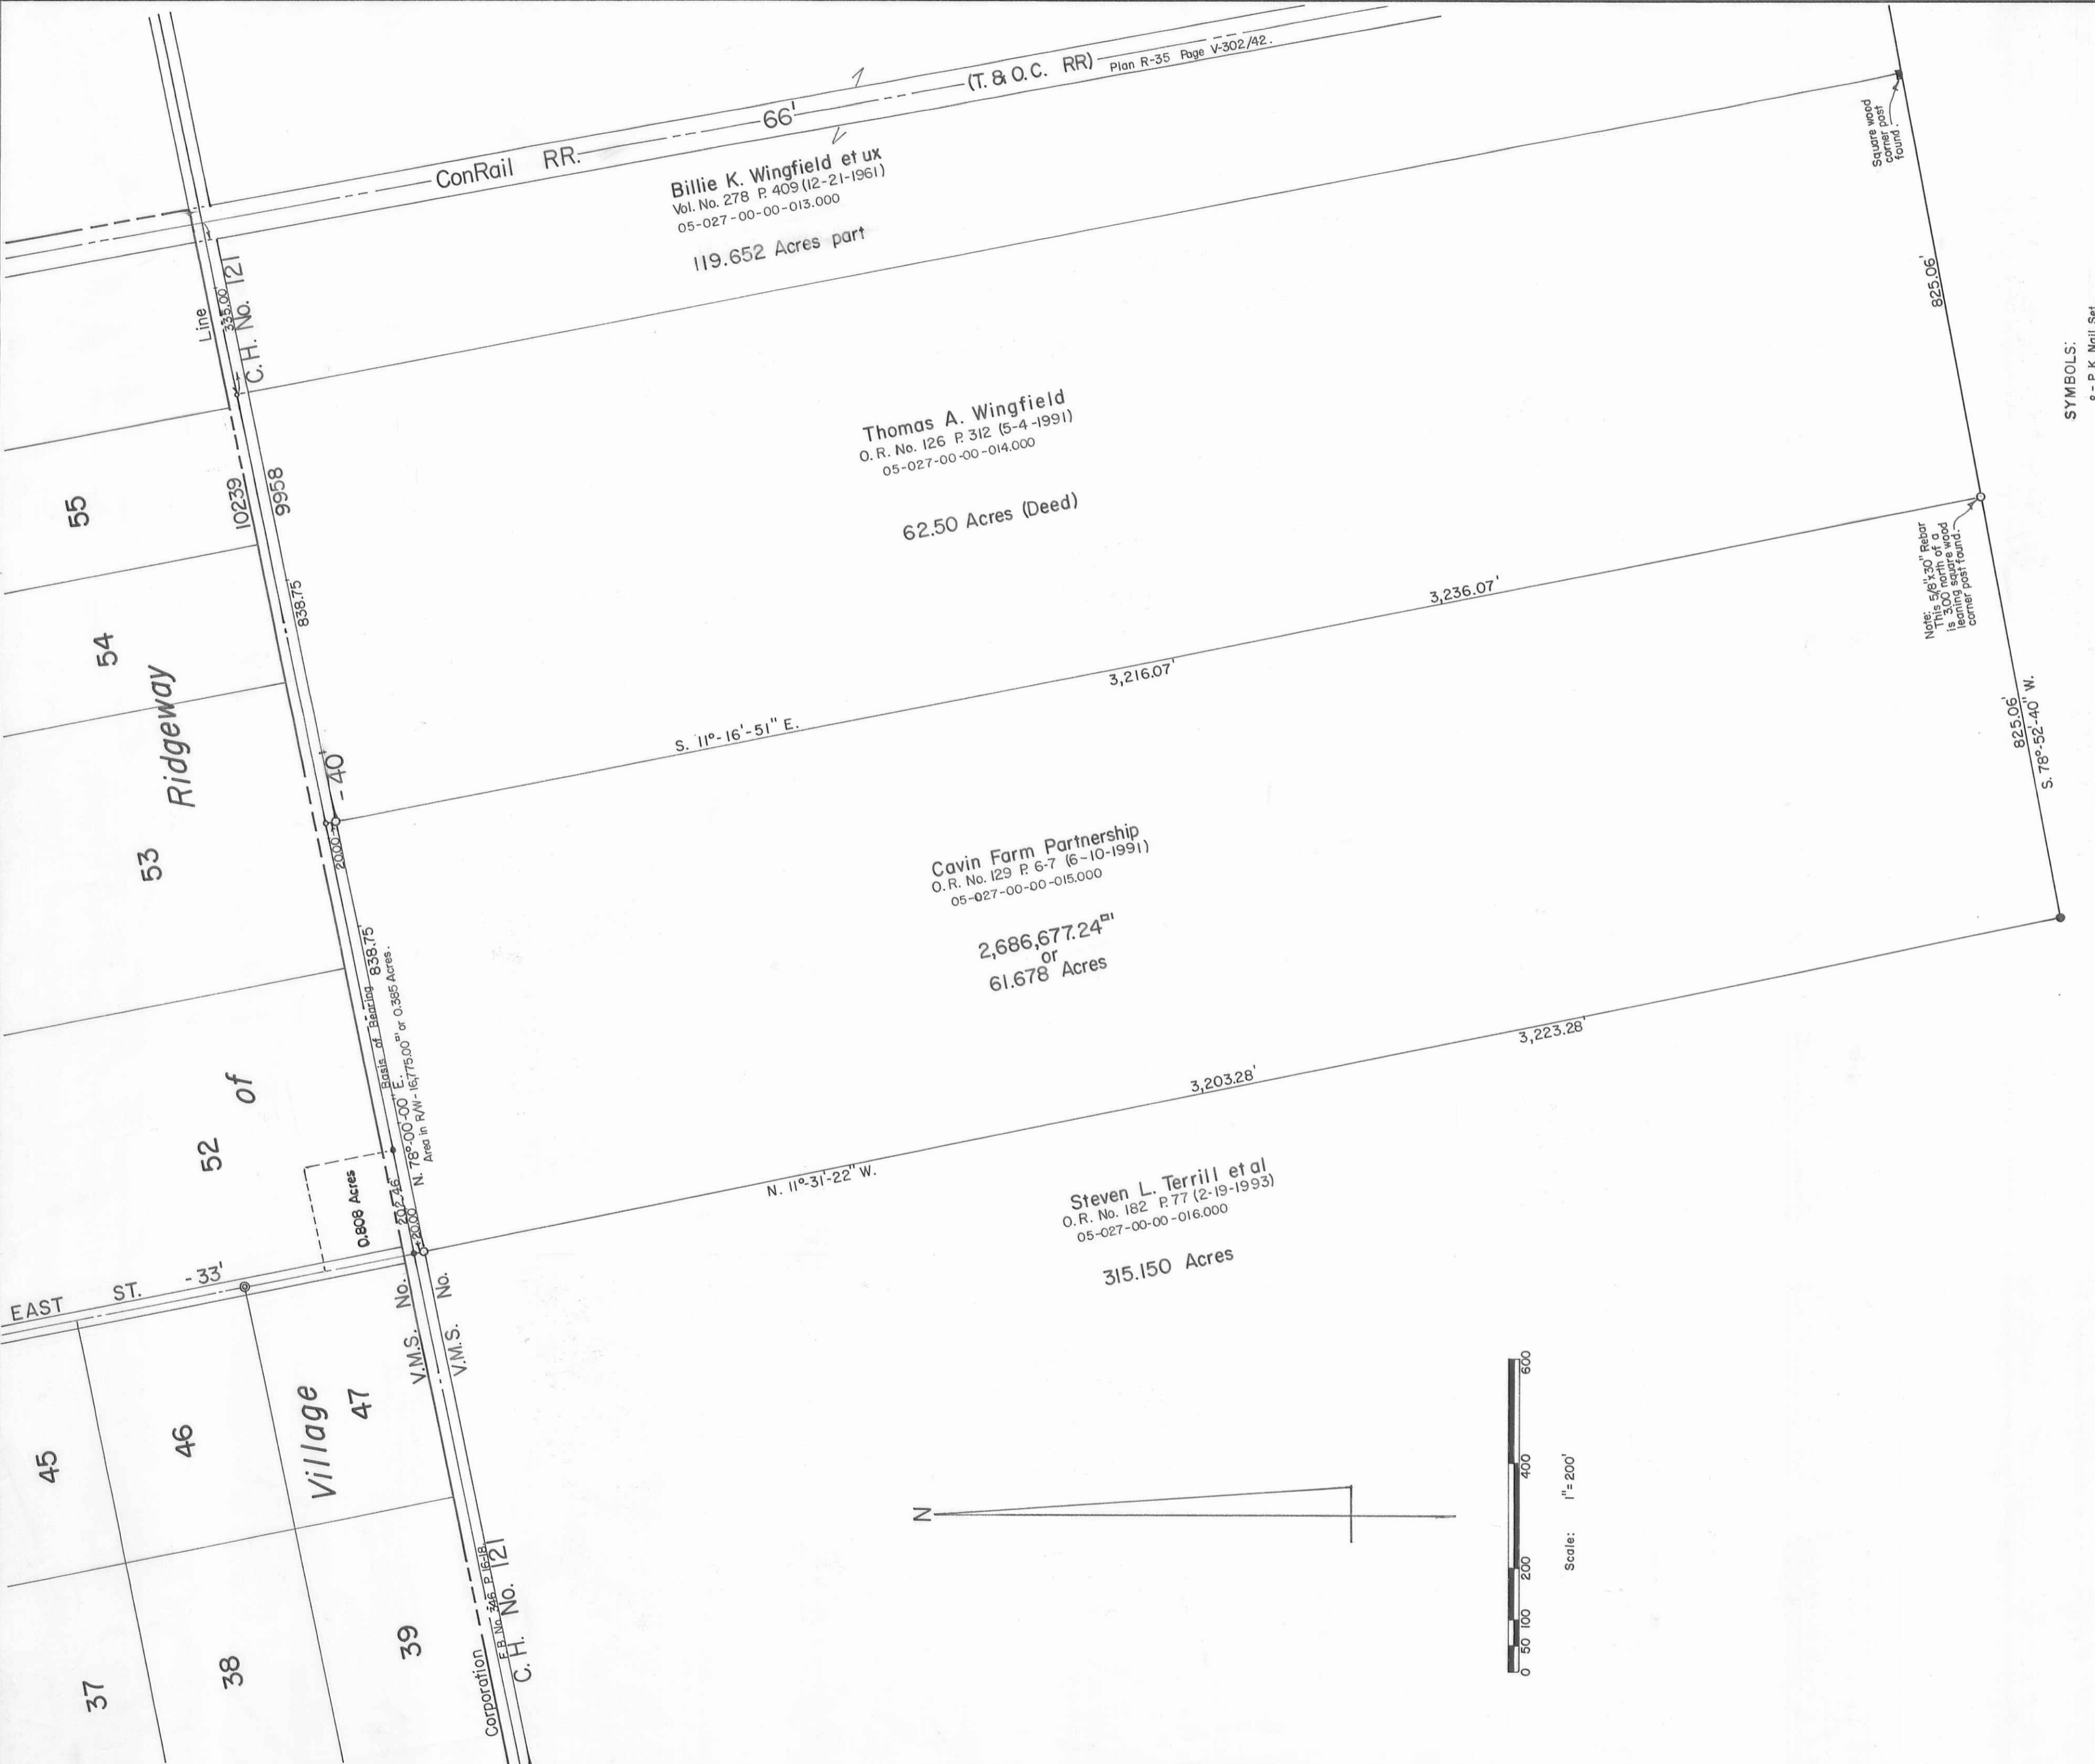 (T. & O.C. RR) Plan R-35 Page V-302/42.
66'
ConRail RR.
Billie K. Wingfield et ux
Vol. No. 278 P. 409 (12-21-1961)
05-027-00-00-013.000
119.652 Acres part
Square wood
corner post
found.
825.06'
Line
335.00'
C. H. No. 121
Thomas A. Wingfield
O. R. No. 126 P. 312 (5-4-1991)
05-027-00-00-014.000
62.50 Acres (Deed)
10239
9958
838.75'
55
54
53
52
Ridgeway
of
Village
3,236.07'
3,216.07'
S. 11°-16'-51" E.
Note:
This 5/8"x30" Rebar
is 3.00 north of a
leaning square wood
corner post found.
SYMBOLS:
- P.K. Nail Set
825.06'
S. 78°-52'-40" W.
- 40'
20.00
Cavin Farm Partnership
O. R. No. 129 P. 6-7 (6-10-1991)
05-027-00-00-015.000
2,686,677.24
or
61.678 Acres
Basis of Bearing 838.75'
N. 78°-00'-00" E.
Area in R/W - 16,775.00 or 0.385 Acres.
3,223.28'
3,203.28'
N. 11°-31'-22" W.
0.808 Acres
202.46
20.00
Steven L. Terrill et al
O. R. No. 182 P. 77 (2-19-1993)
05-027-00-00-016.000
315.150 Acres
EAST ST. - 33'
V.M.S. No.
V.M.S. No.
45
46
47
37
38
39
Corporation
F.B. No. 346 P. 16-18
C. H. No. 121
N
0 50 100 200 400 600
Scale: 1"=200'